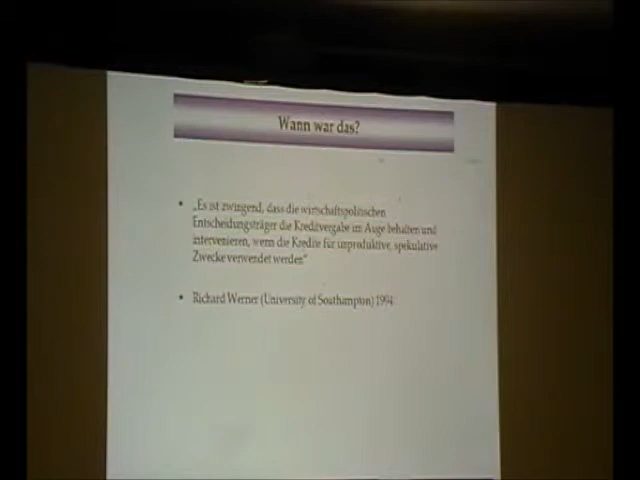 Wann war das?
• „Es ist zwingend, dass die wirtschaftspolitischen
Entscheidungsträger die Kreditvergabe im Auge behalten und
intervenieren, wenn die Kredite für unproduktive, spekulative
Zwecke verwendet werden“
• Richard Werner (University of Southampton) 1994